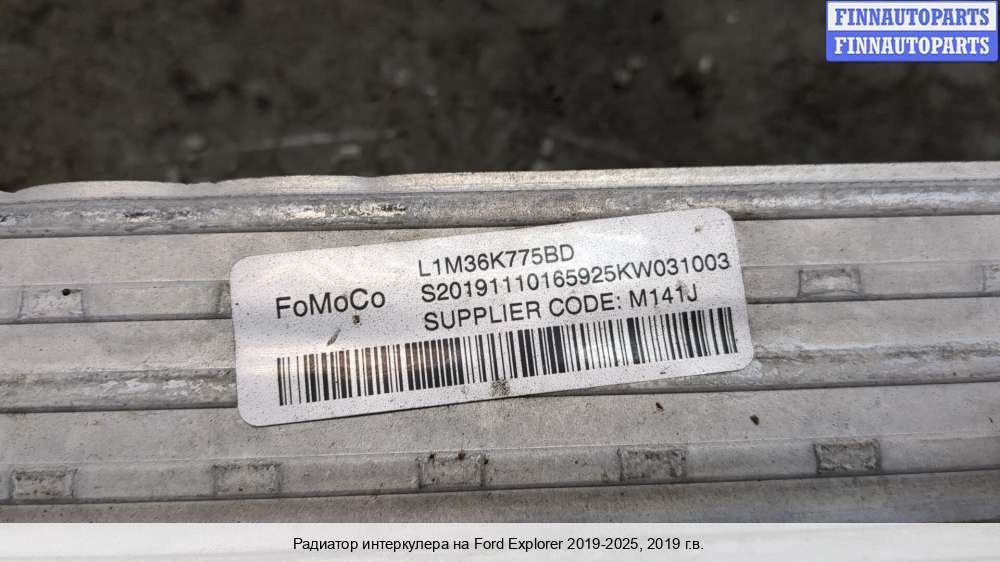 FINNAUTOPARTS
FINNAUTOPARTS
FoMoCo
L1M36K775BD
S20191110165925KW031003
SUPPLIER CODE: M141J
Радиатор интеркулера на Ford Explorer 2019-2025, 2019 г.в.